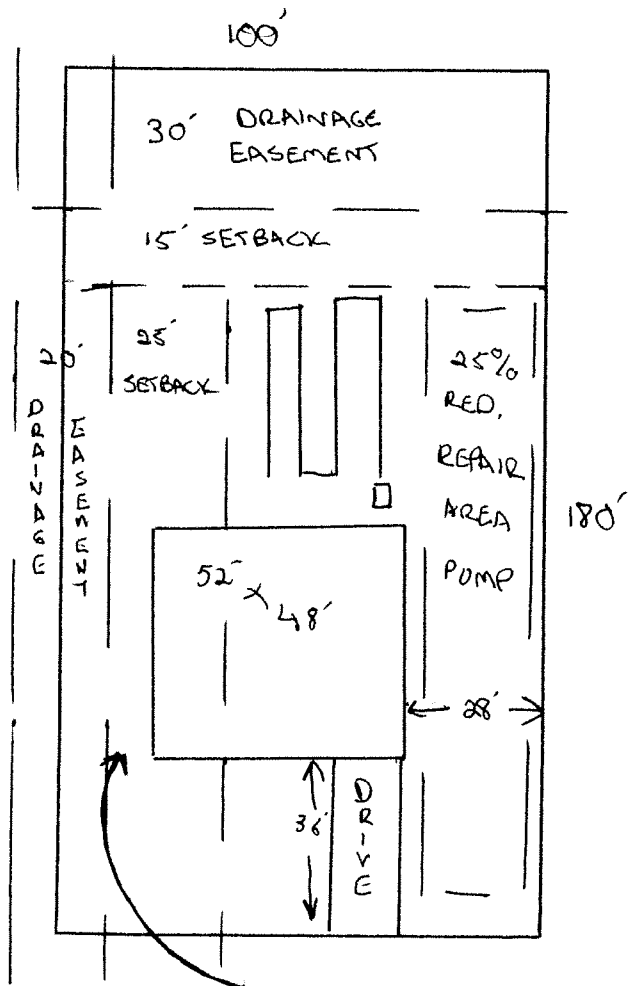 100'
30' DRAINAGE
EASEMENT
15' SETBACK
25'
SETBACK
20'
DRAINAGE
EASEMENT
25%
RED.
REPAIR
AREA
PUMP
180'
52' x 48'
28'
36'
DRIVE